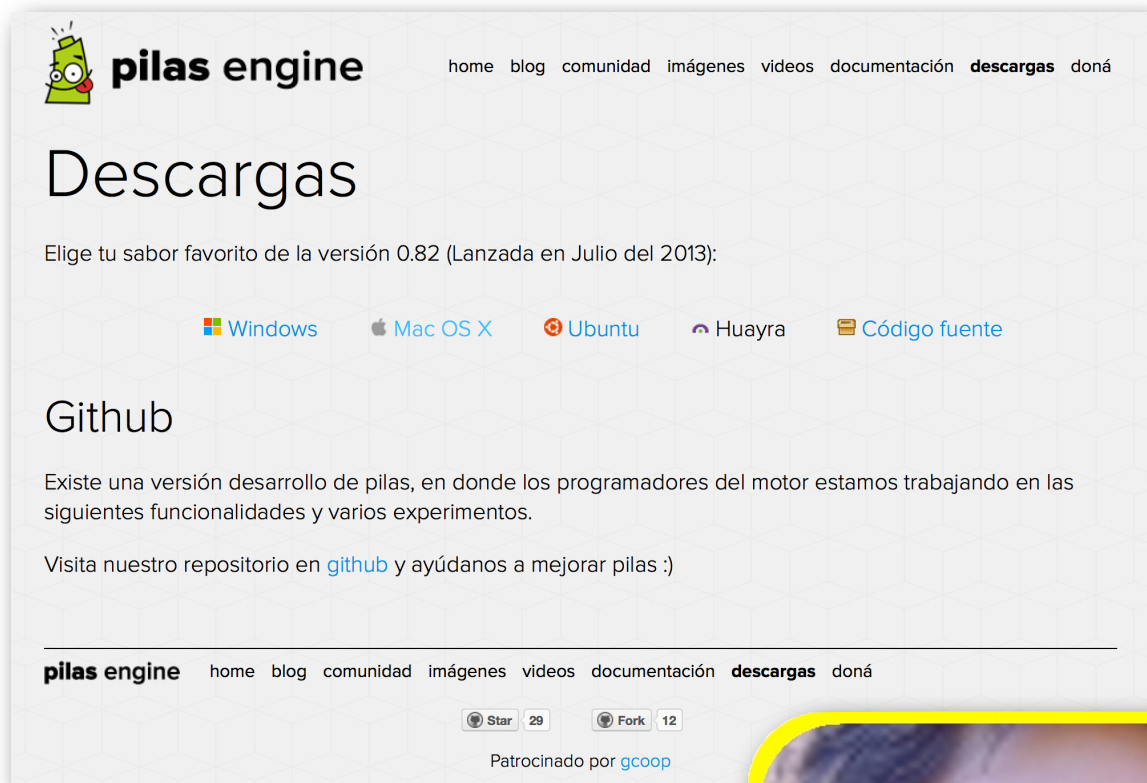 pilas engine
home blog comunidad imágenes videos documentación descargas doná
Descargas
Elige tu sabor favorito de la versión 0.82 (Lanzada en Julio del 2013):
Windows Mac OS X Ubuntu Huayra Código fuente
Github
Existe una versión desarrollo de pilas, en donde los programadores del motor estamos trabajando en las
siguientes funcionalidades y varios experimentos.
Visita nuestro repositorio en github y ayúdanos a mejorar pilas :)
pilas engine home blog comunidad imágenes videos documentación descargas doná
Star 29 Fork 12
Patrocinado por gcoop